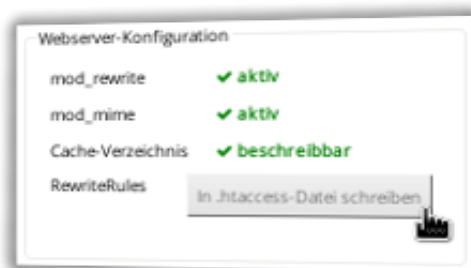 Webserver-Konfiguration
mod_rewrite ✔ aktiv
mod_mime ✔ aktiv
Cache-Verzeichnis ✔ beschreibbar
RewriteRules In .htaccess-Datei schreiben